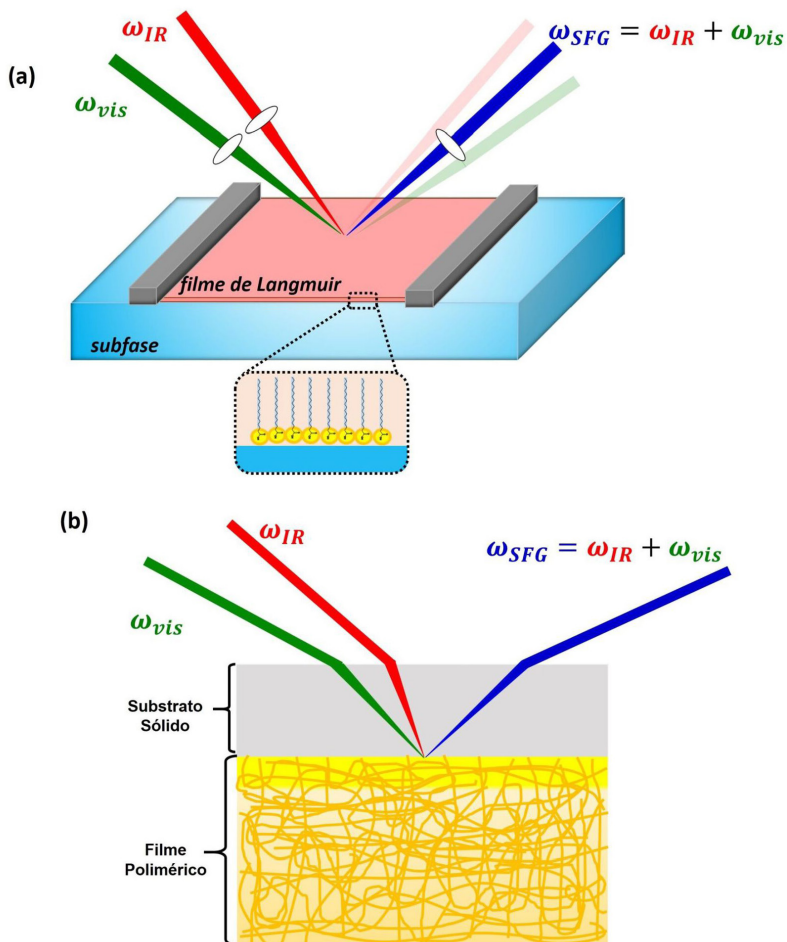 (a)
ω_IR
ω_vis
ω_SFG = ω_IR + ω_vis
filme de Langmuir
subfase
(b)
ω_IR
ω_vis
ω_SFG = ω_IR + ω_vis
Substrato
Sólido
Filme
Polimérico